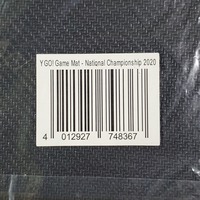 YGO! Game Mat - National Championship 2020
4 012927 748367